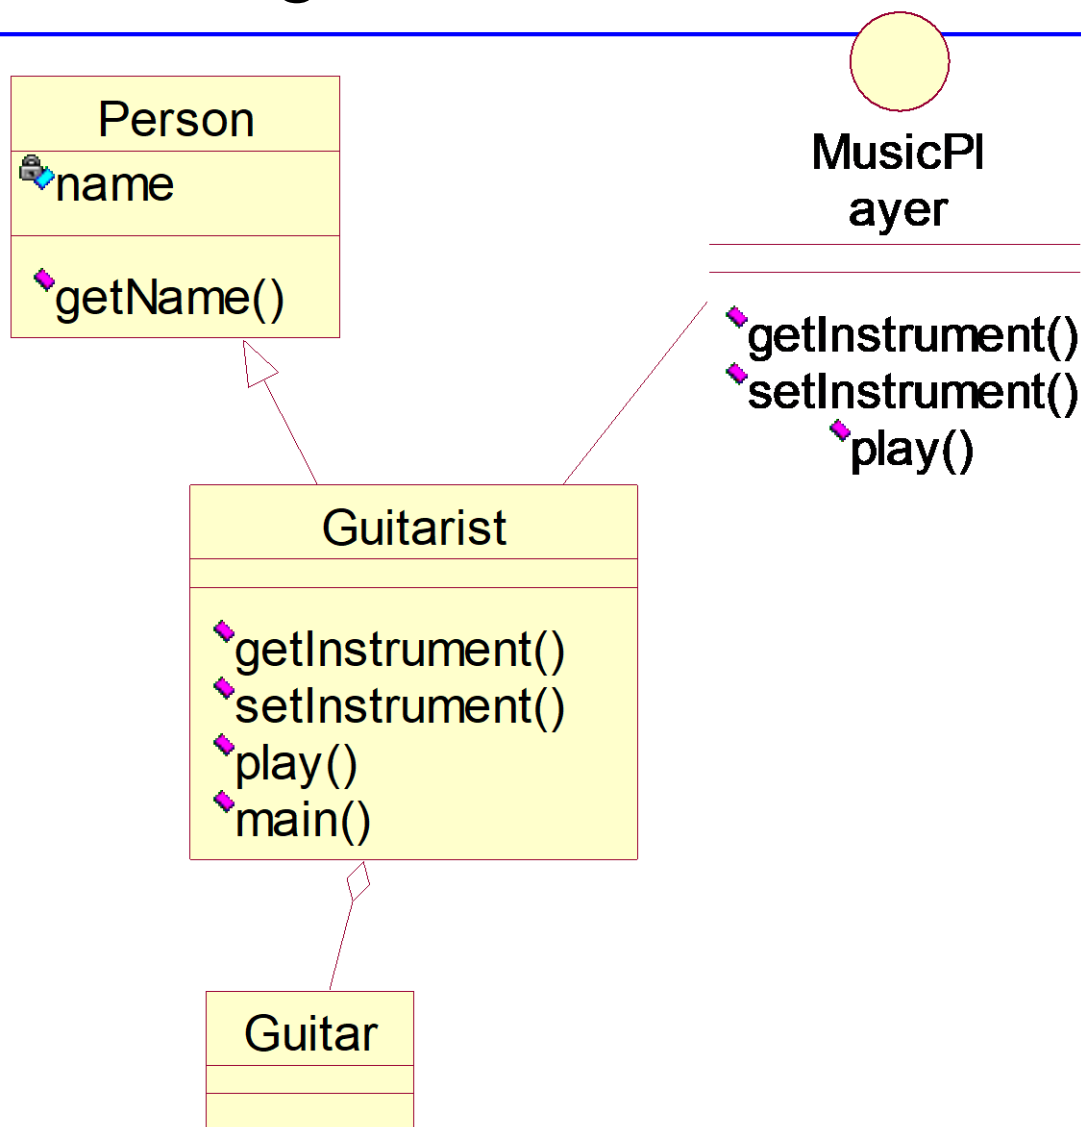 Person
name
getName()
MusicPl
ayer
getInstrument()
setInstrument()
play()
Guitarist
getInstrument()
setInstrument()
play()
main()
Guitar